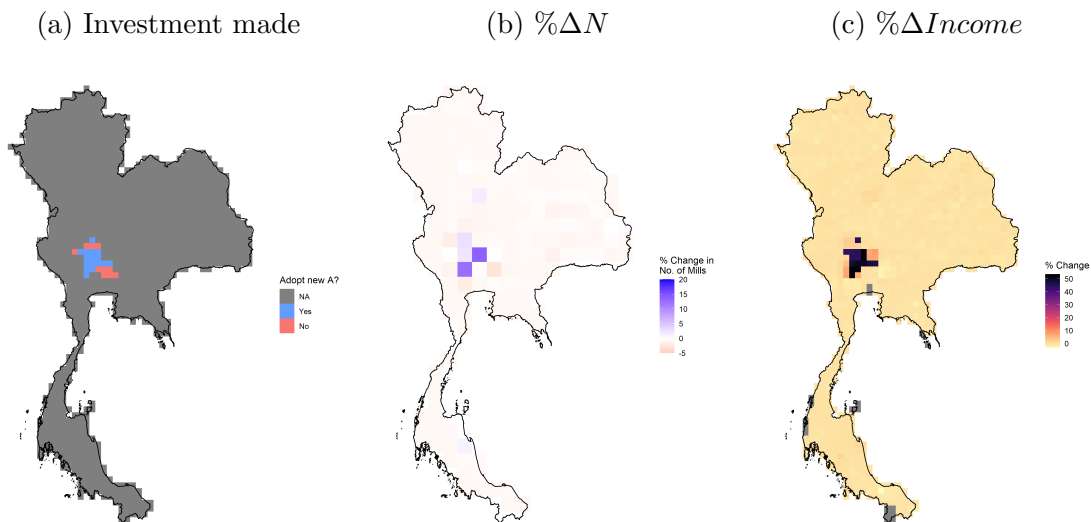 (a) Investment made
(b) %ΔN
(c) %ΔIncome
Adopt new A?
NA
Yes
No
% Change in
No. of Mills
20
15
10
5
0
-5
% Change
50
40
30
20
10
0